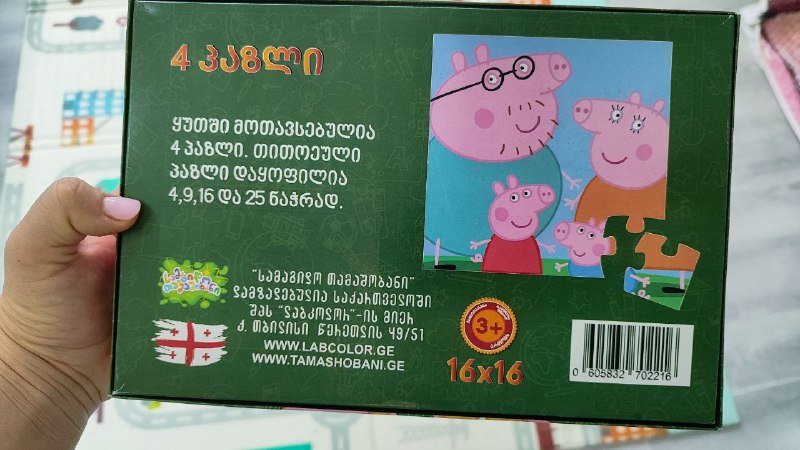 4 პაზლი
ყუთში მოთავსებულია
4 პაზლი. თითოეული
პაზლი დაყოფილია
4,9,16 და 25 ნაჭრად.
"სამაგიდო თამაშობანი"
დამზადებულია საქართველოში
შპს "ლაბკოლორ"-ის მიერ
ქ. თბილისი წერეთლის 49/51
WWW.LABCOLOR.GE
WWW.TAMASHOBANI.GE
3+
16x16
0 605832 702216